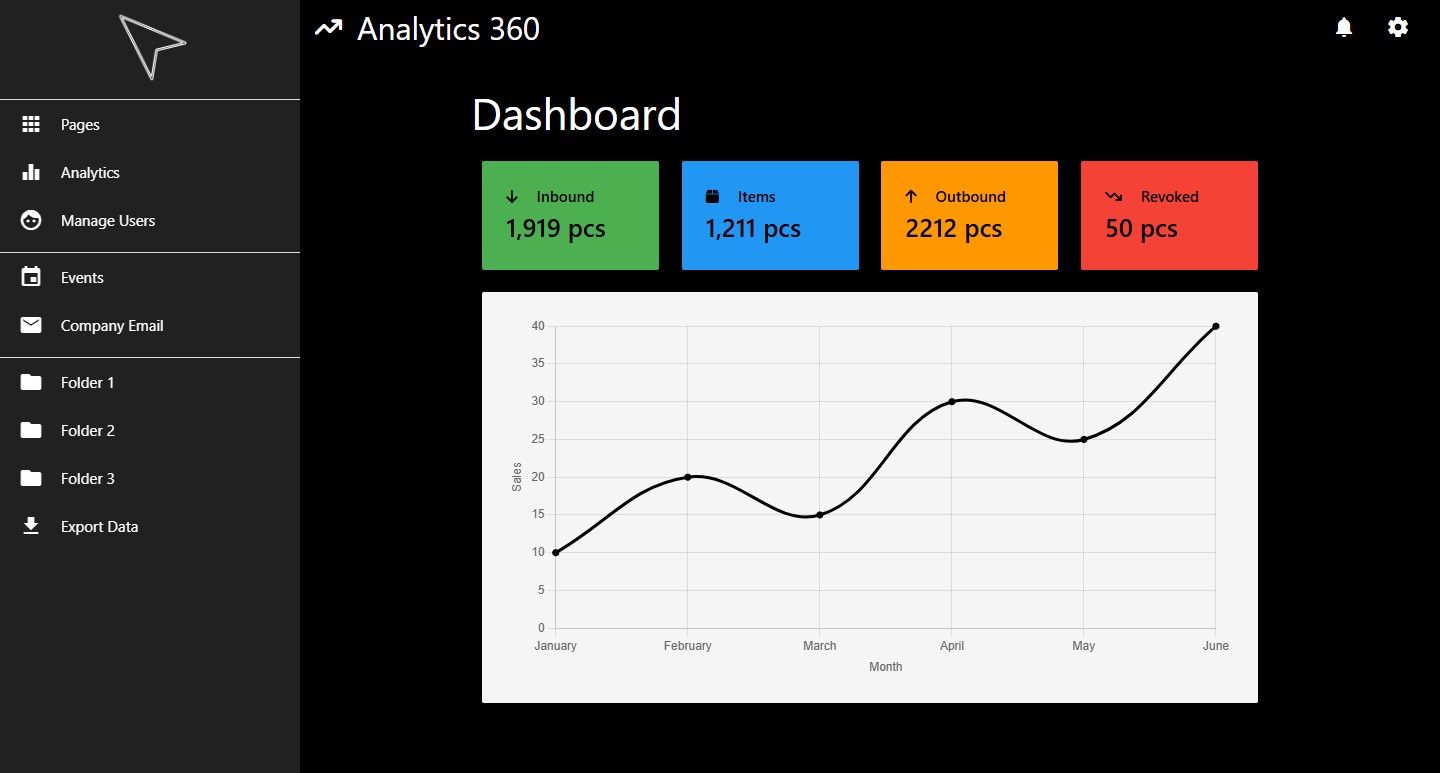 Analytics 360
Pages
Analytics
Manage Users
Events
Company Email
Folder 1
Folder 2
Folder 3
Export Data
Dashboard
Inbound
1,919 pcs
Items
1,211 pcs
Outbound
2212 pcs
Revoked
50 pcs
Sales
40
35
30
25
20
15
10
5
0
January February March April May June
Month